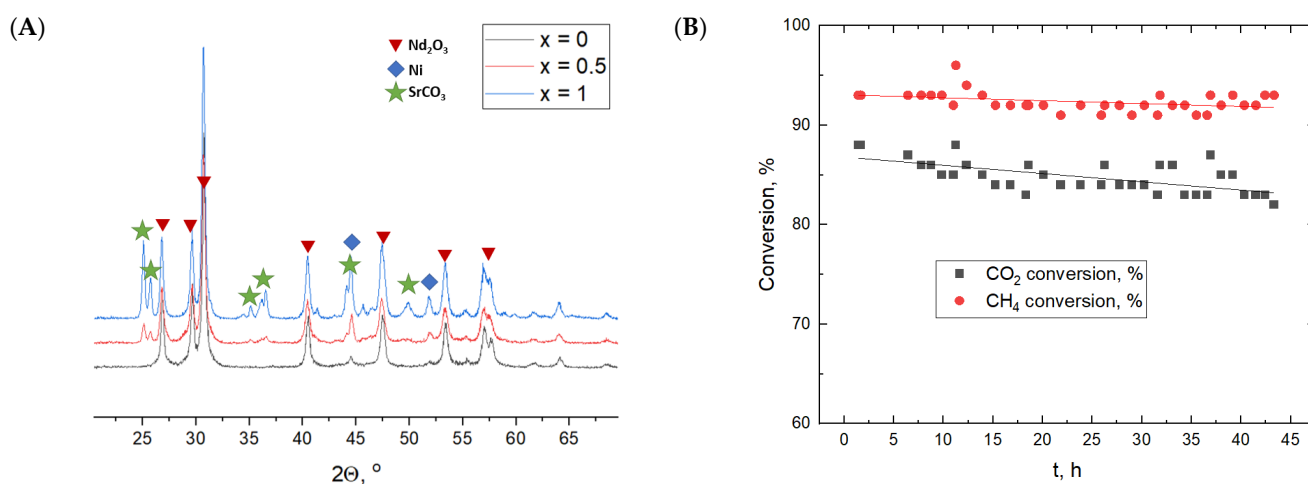 (A)
Nd₂O₃
Ni
SrCO₃
x = 0
x = 0.5
x = 1
25 30 35 40 45 50 55 60 65
2Θ, °
(B)
100
90
80
70
60
Conversion, %
CO₂ conversion, %
CH₄ conversion, %
0 5 10 15 20 25 30 35 40 45
t, h